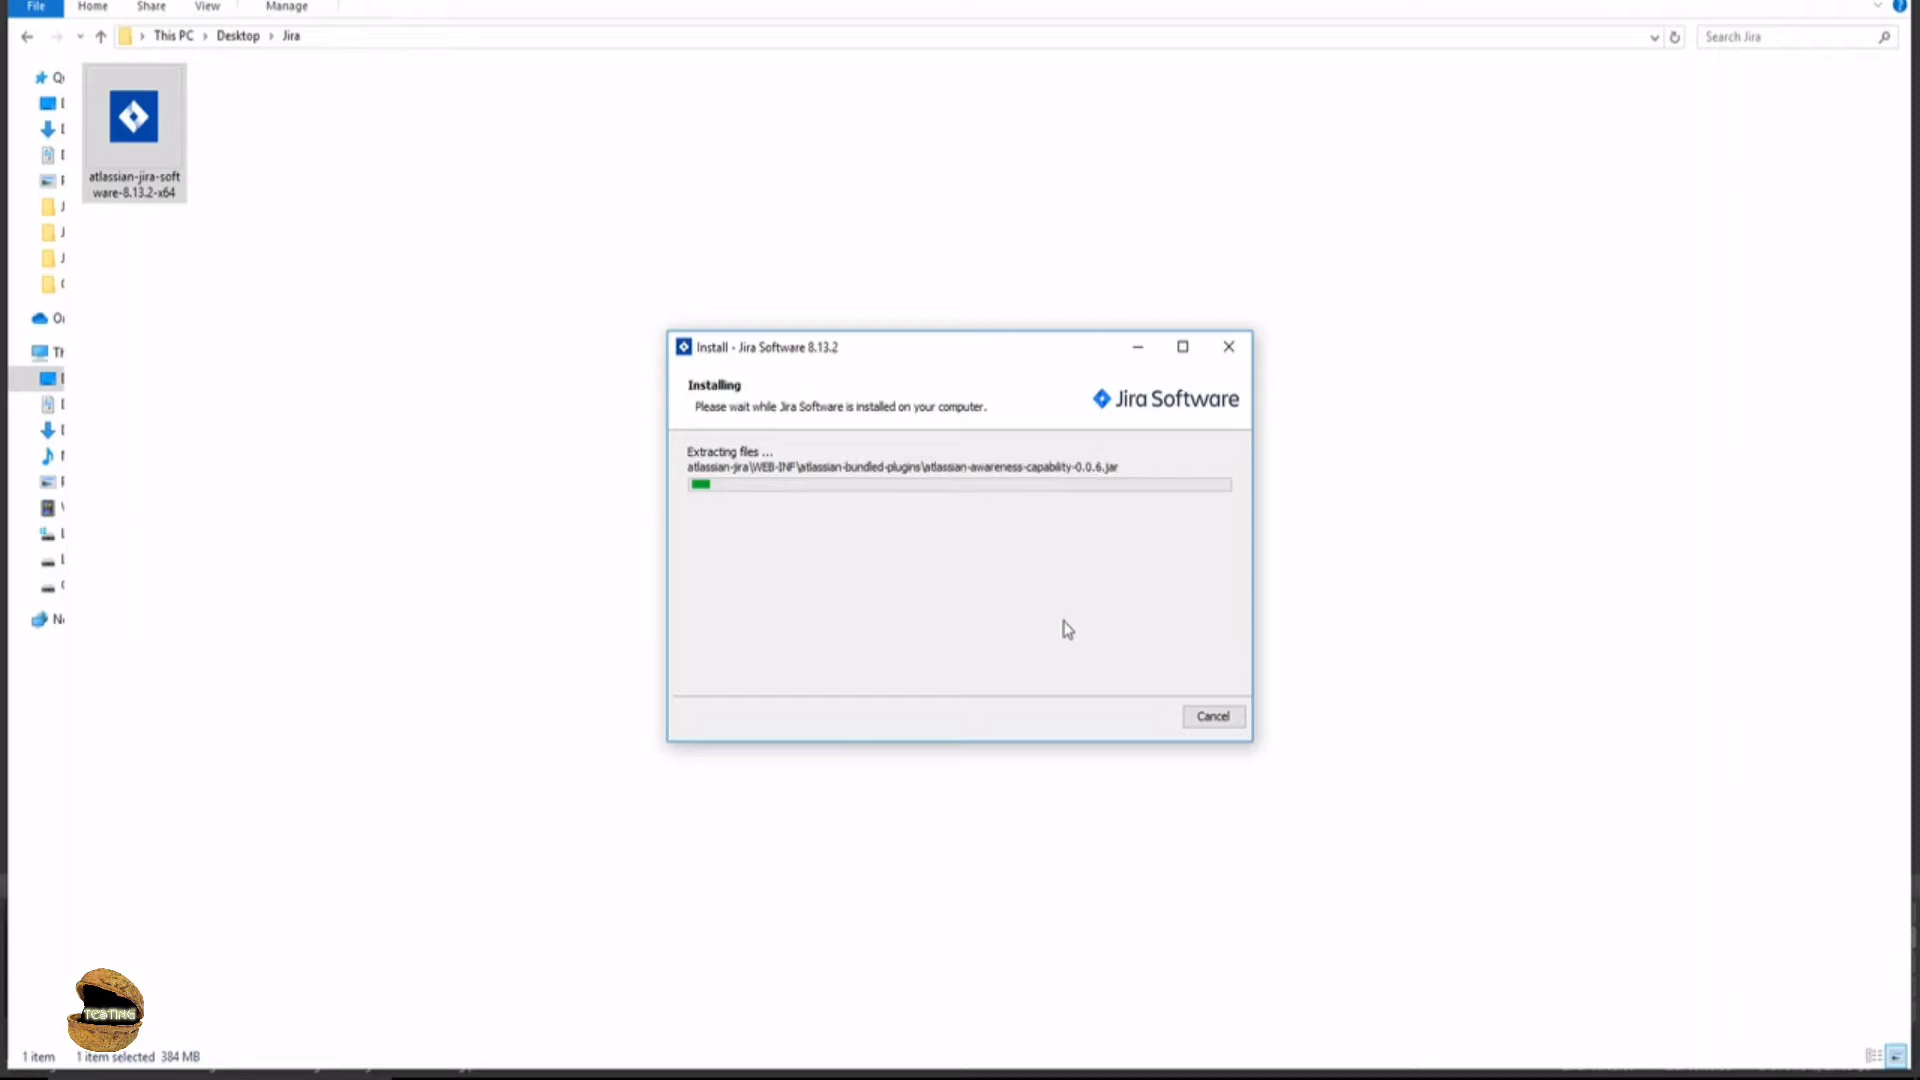 File Home Share View Manage
This PC Desktop Jira
Search Jira
atlassian-jira-soft
ware-8.13.2-x64
Install - Jira Software 8.13.2
Installing
Please wait while Jira Software is installed on your computer.
Jira Software
Extracting files ...
atlassian-jira\WEB-INF\atlassian-bundled-plugins\atlassian-awareness-capability-0.0.6.jar
Cancel
TESTING
1 item 1 item selected 384 MB